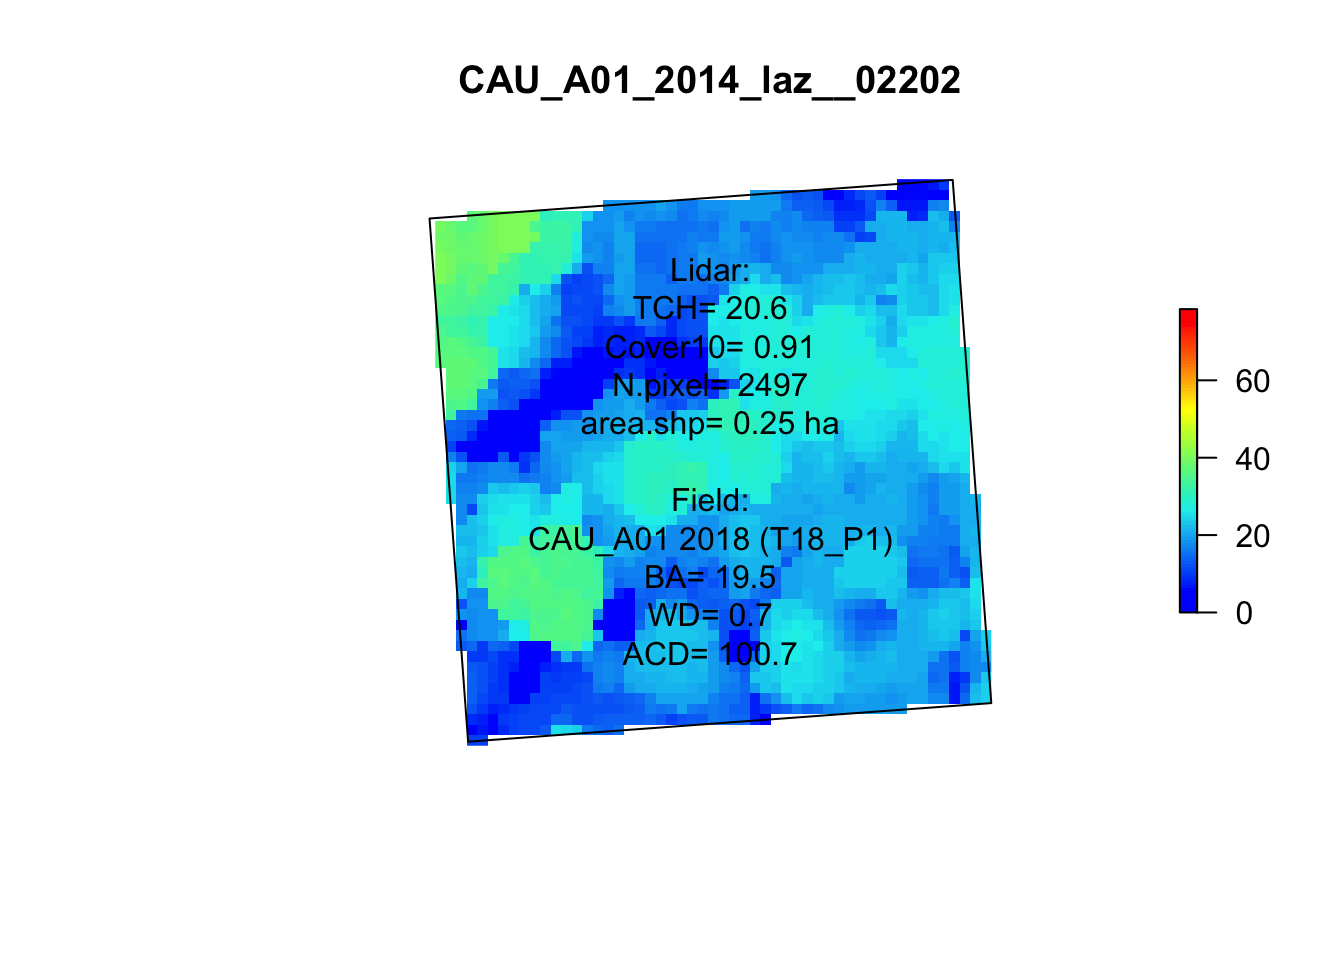 CAU_A01_2014_laz__02202
Lidar:
TCH= 20.6
Cover10= 0.91
N.pixel= 2497
area.shp= 0.25 ha
Field:
CAU_A01 2018 (T18_P1)
BA= 19.5
WD= 0.7
ACD= 100.7
60
40
20
0